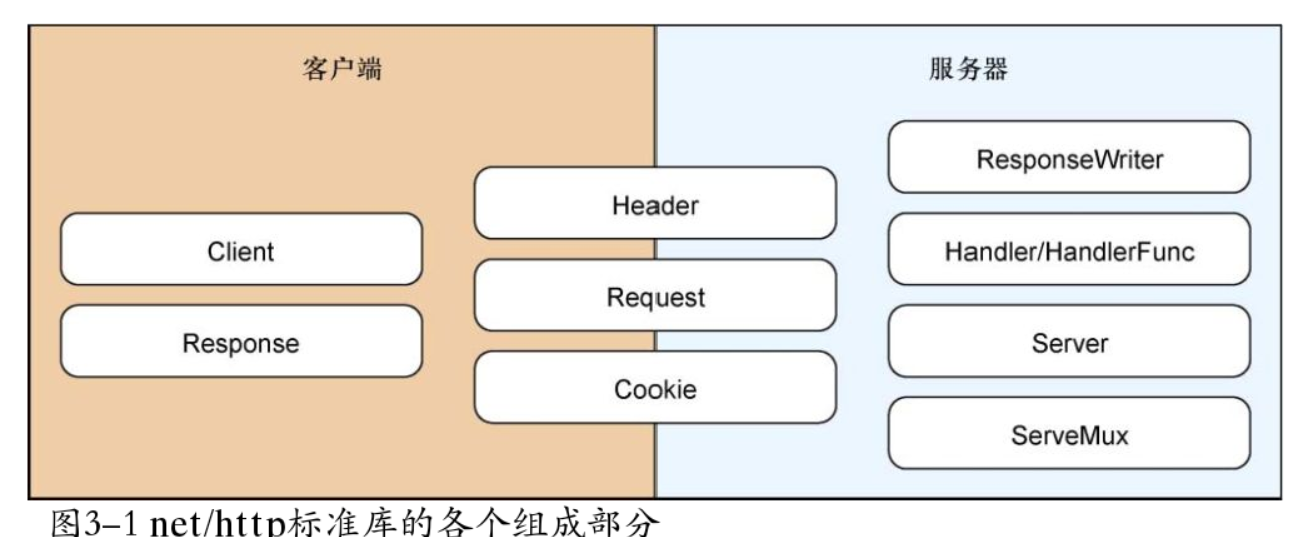 客户端
服务器
Client
Response
Header
Request
Cookie
ResponseWriter
Handler/HandlerFunc
Server
ServeMux
图3-1 net/http标准库的各个组成部分